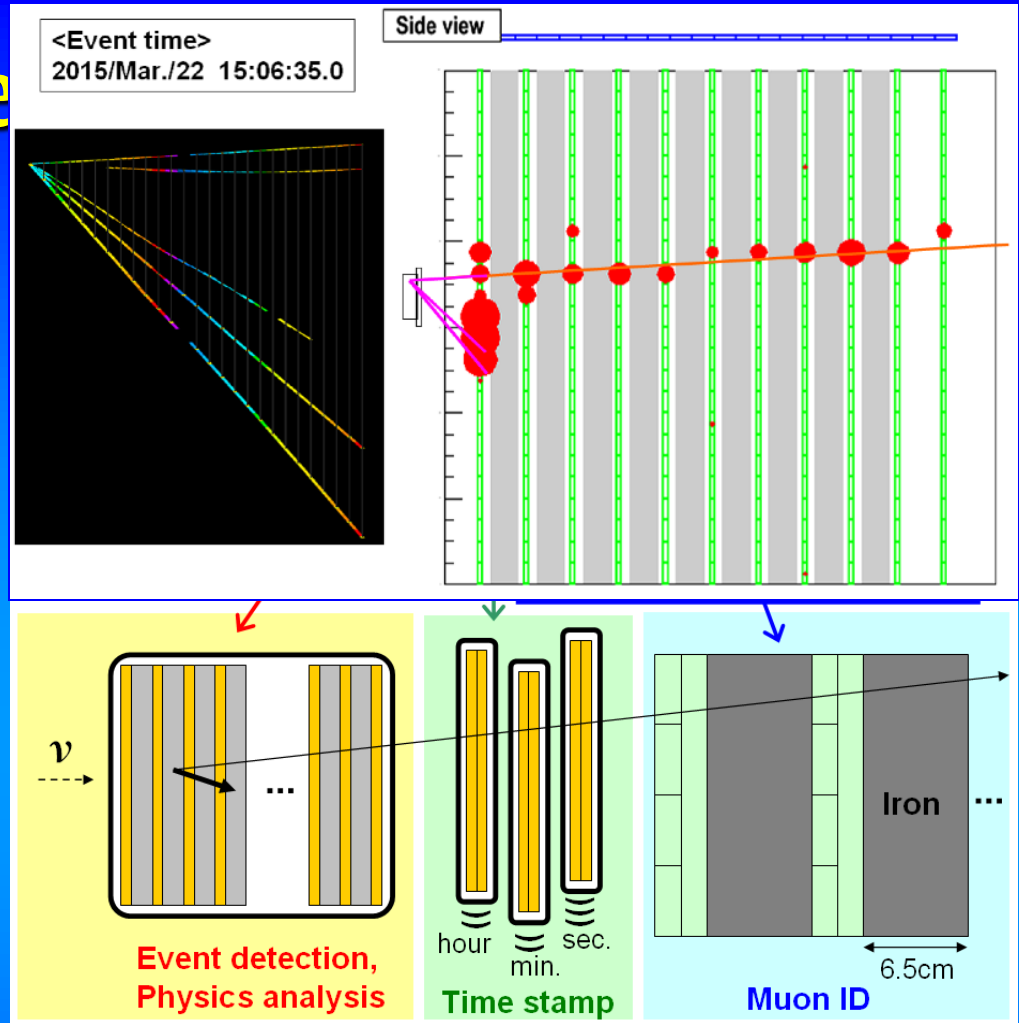 <Event time>
2015/Mar./22 15:06:35.0
Side view
e
ν
...
hour
min.
sec.
Iron
...
6.5cm
Event detection,
Physics analysis
Time stamp
Muon ID